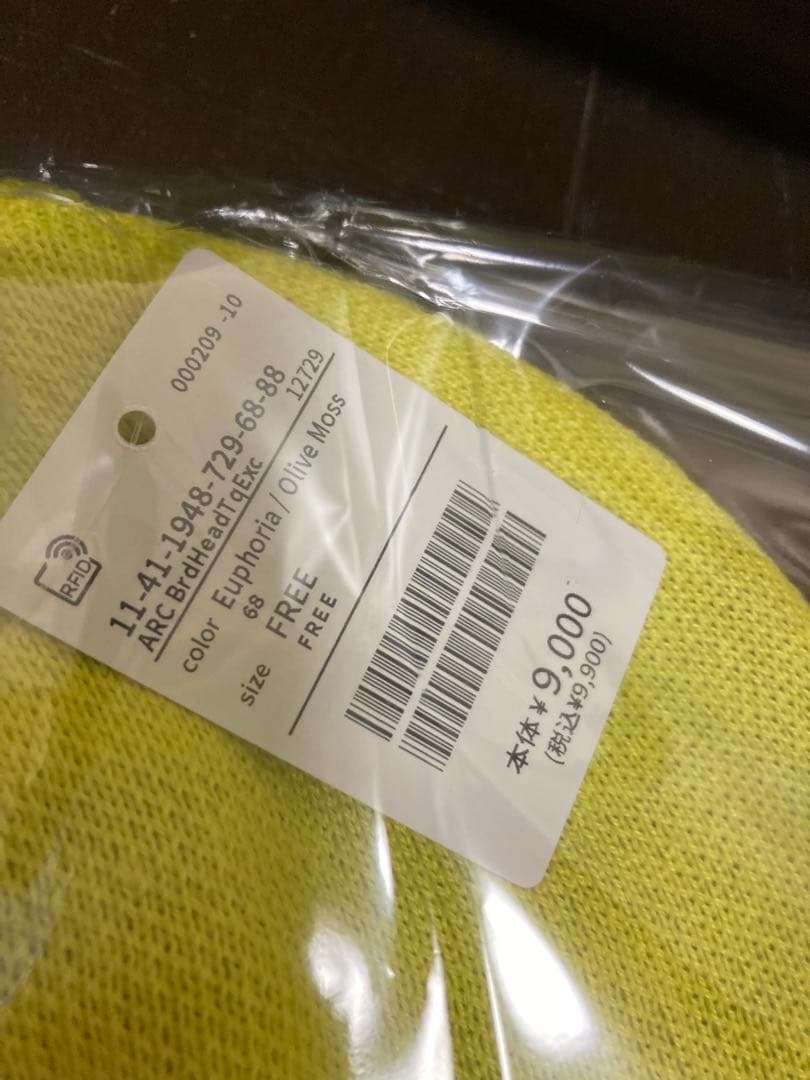 000209 -10
11-41-1948-729-68-88
ARC BrdHeadTqExc 12729
color Euphoria / Olive Moss
68
size FREE
FREE
本体¥9,000
(税込¥9,900)
RFID